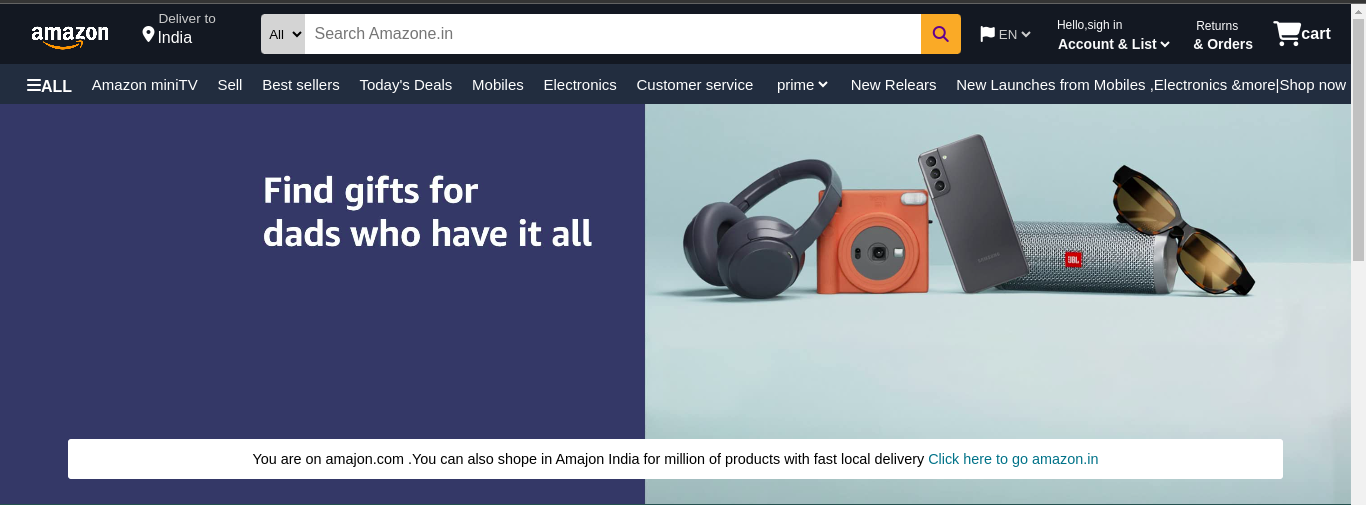 amazon
Deliver to
India
All
Search Amazone.in
EN
Hello,sigh in
Account & List
Returns
& Orders
cart
ALL Amazon miniTV Sell Best sellers Today's Deals Mobiles Electronics Customer service prime New Relears New Launches from Mobiles ,Electronics &more|Shop now
Find gifts for
dads who have it all
SAMSUNG
JBL
You are on amajon.com .You can also shope in Amajon India for million of products with fast local delivery Click here to go amazon.in